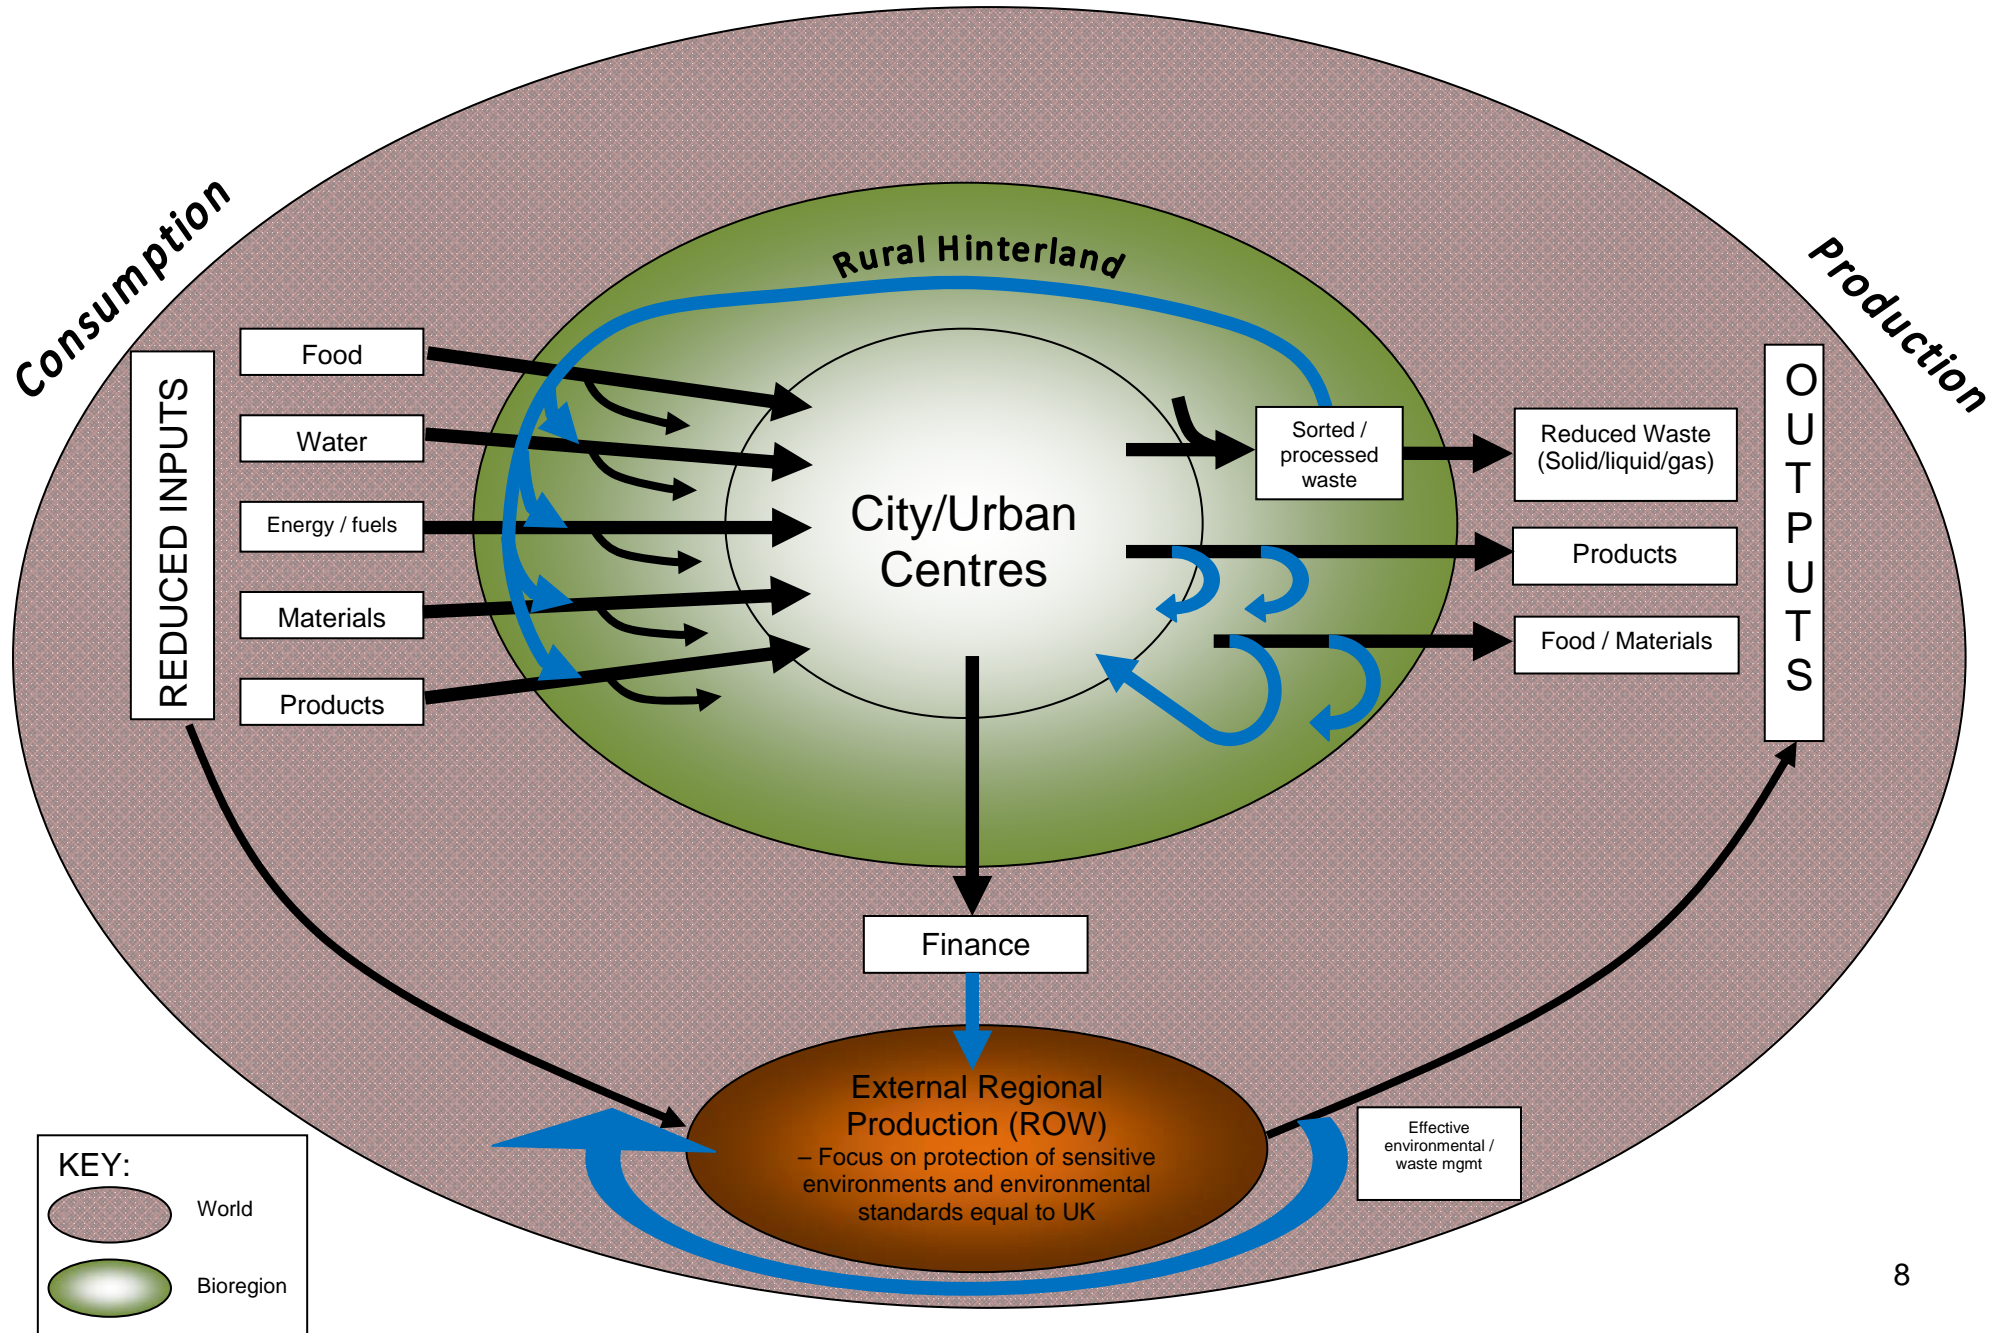 Consumption
Production
Rural Hinterland
REDUCED INPUTS
Food
Water
Energy / fuels
Materials
Products
City/Urban
Centres
Sorted /
processed
waste
Reduced Waste
(Solid/liquid/gas)
Products
Food / Materials
OUTPUTS
Finance
External Regional
Production (ROW)
– Focus on protection of sensitive
environments and environmental
standards equal to UK
Effective
environmental /
waste mgmt
KEY:
World
Bioregion
8